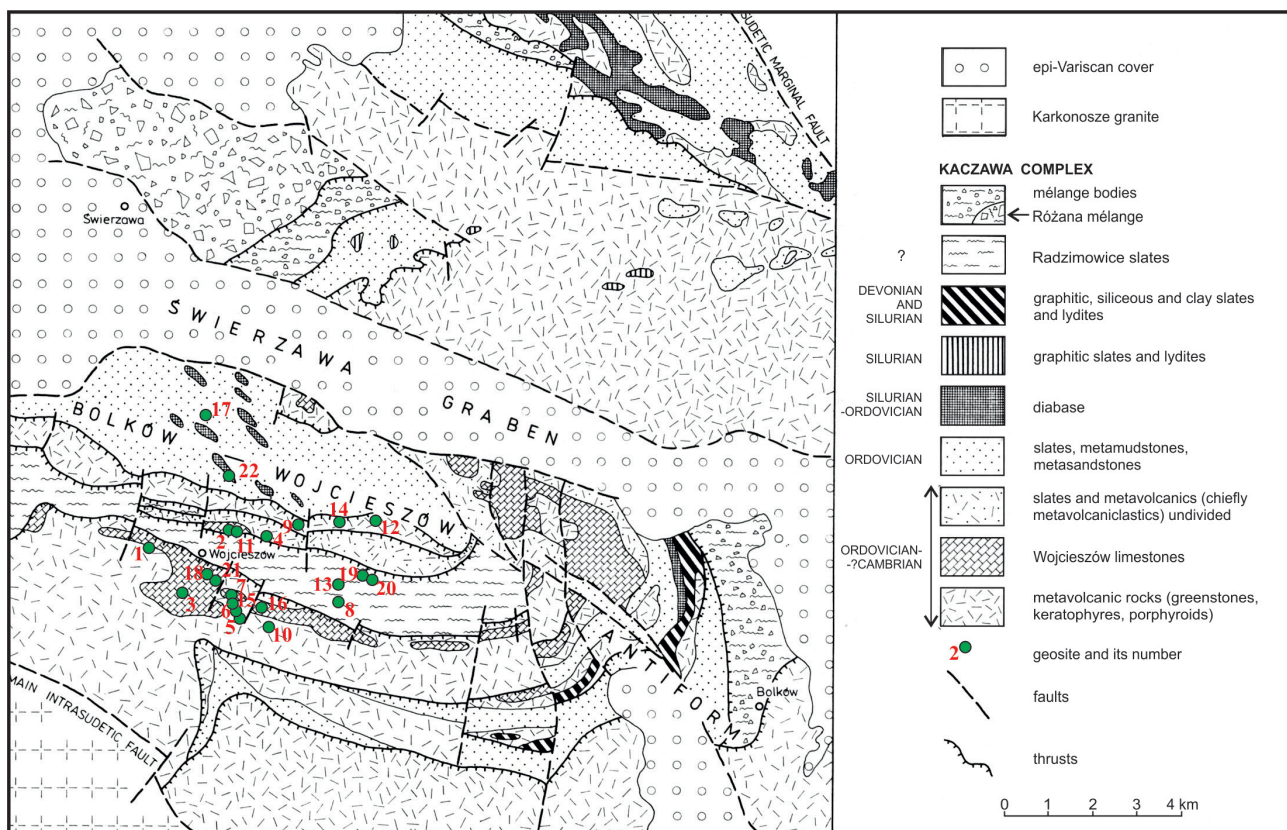 SUDETIC MARGINAL FAULT
Świerzawa
ŚWIERZAWA
GRABEN
BOLKÓW
WOJCIESZÓW
ANTIFORM
17
22
14
12
9
2
11
4
1
Wojcieszów
18
21
19
20
13
3
7
15
16
8
6
5
10
Bolków
MAIN INTRASUDETIC FAULT
epi-Variscan cover
Karkonosze granite
KACZAWA COMPLEX
mélange bodies
Różana mélange
?
Radzimowice slates
DEVONIAN
AND
SILURIAN
graphitic, siliceous and clay slates
and lydites
SILURIAN
graphitic slates and lydites
SILURIAN
-ORDOVICIAN
diabase
ORDOVICIAN
slates, metamudstones,
metasandstones
slates and metavolcanics (chiefly
metavolcaniclastics) undivided
ORDOVICIAN-
-?CAMBRIAN
Wojcieszów limestones
metavolcanic rocks (greenstones,
keratophyres, porphyroids)
2
geosite and its number
faults
thrusts
0 1 2 3 4 km